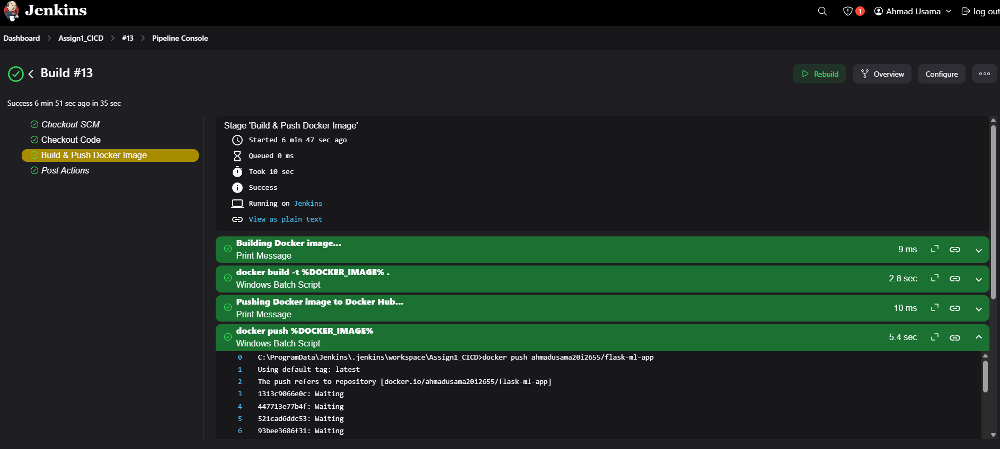 Jenkins
1
Ahmad Usama
log out
Dashboard
Assign1_CICD
#13
Pipeline Console
Build #13
Rebuild
Overview
Configure
Success 6 min 51 sec ago in 35 sec
Checkout SCM
Checkout Code
Build & Push Docker Image
Post Actions
Stage 'Build & Push Docker Image'
Started 6 min 47 sec ago
Queued 0 ms
Took 10 sec
Success
Running on Jenkins
View as plain text
Building Docker image...
Print Message
9 ms
docker build -t %DOCKER_IMAGE% .
Windows Batch Script
2.8 sec
Pushing Docker image to Docker Hub...
Print Message
10 ms
docker push %DOCKER_IMAGE%
Windows Batch Script
5.4 sec
0 C:\ProgramData\Jenkins\.jenkins\workspace\Assign1_CICD>docker push ahmadusama20i2655/flask-ml-app
1 Using default tag: latest
2 The push refers to repository [docker.io/ahmadusama20i2655/flask-ml-app]
3 1313c9066e0c: Waiting
4 447713e77b4f: Waiting
5 521cad6ddc53: Waiting
6 93bee3686f31: Waiting